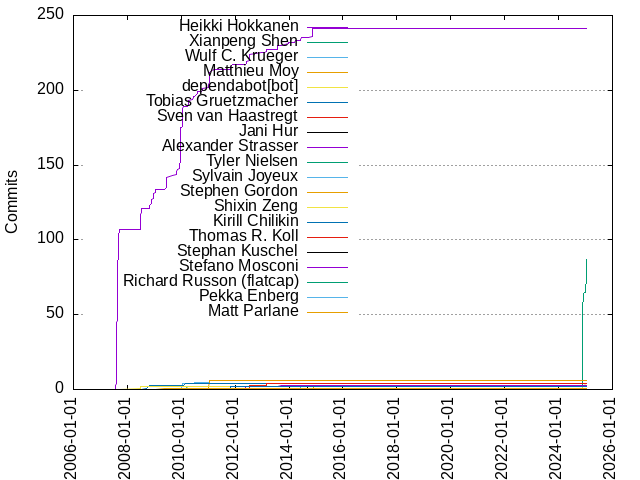 250
200
150
100
50
0
Commits
Heikki Hokkanen
Xianpeng Shen
Wulf C. Krueger
Matthieu Moy
dependabot[bot]
Tobias Gruetzmacher
Sven van Haastregt
Jani Hur
Alexander Strasser
Tyler Nielsen
Sylvain Joyeux
Stephen Gordon
Shixin Zeng
Kirill Chilikin
Thomas R. Koll
Stephan Kuschel
Stefano Mosconi
Richard Russon (flatcap)
Pekka Enberg
Matt Parlane
2006-01-01
2008-01-01
2010-01-01
2012-01-01
2014-01-01
2016-01-01
2018-01-01
2020-01-01
2022-01-01
2024-01-01
2026-01-01